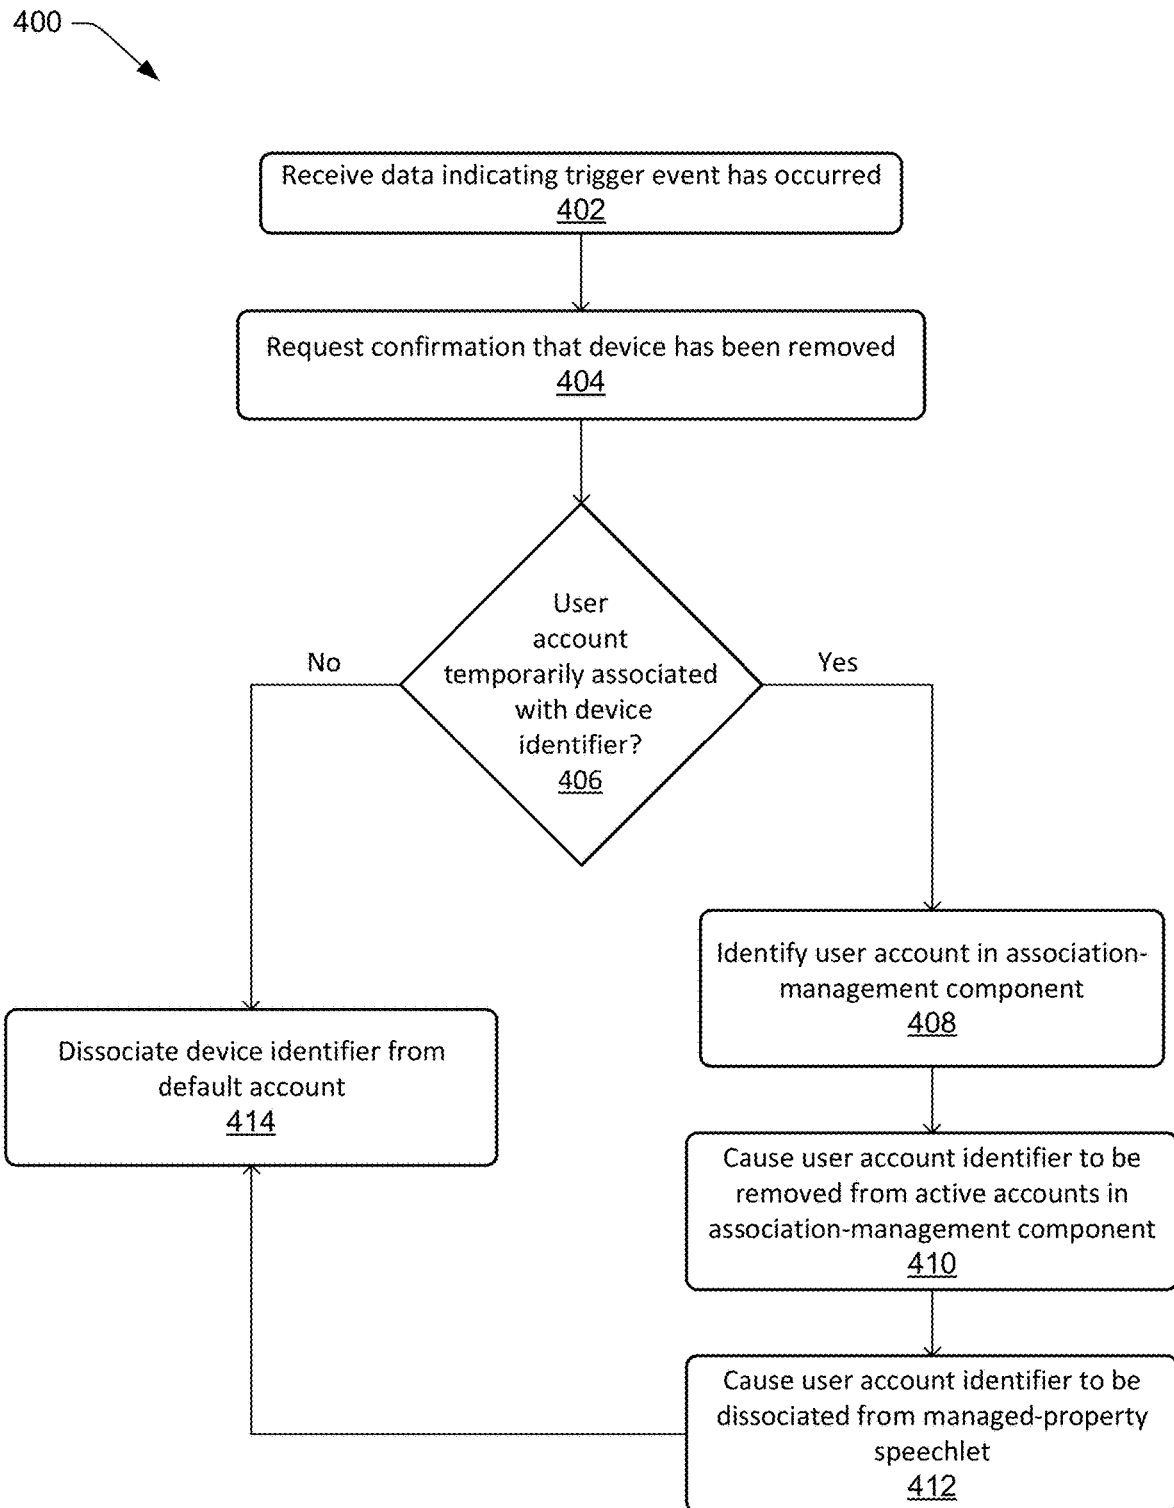 400
Receive data indicating trigger event has occurred
402
Request confirmation that device has been removed
404
User
account
temporarily associated
with device
identifier?
406
No
Yes
Identify user account in association-
management component
408
Dissociate device identifier from
default account
414
Cause user account identifier to be
removed from active accounts in
association-management component
410
Cause user account identifier to be
dissociated from managed-property
speechlet
412